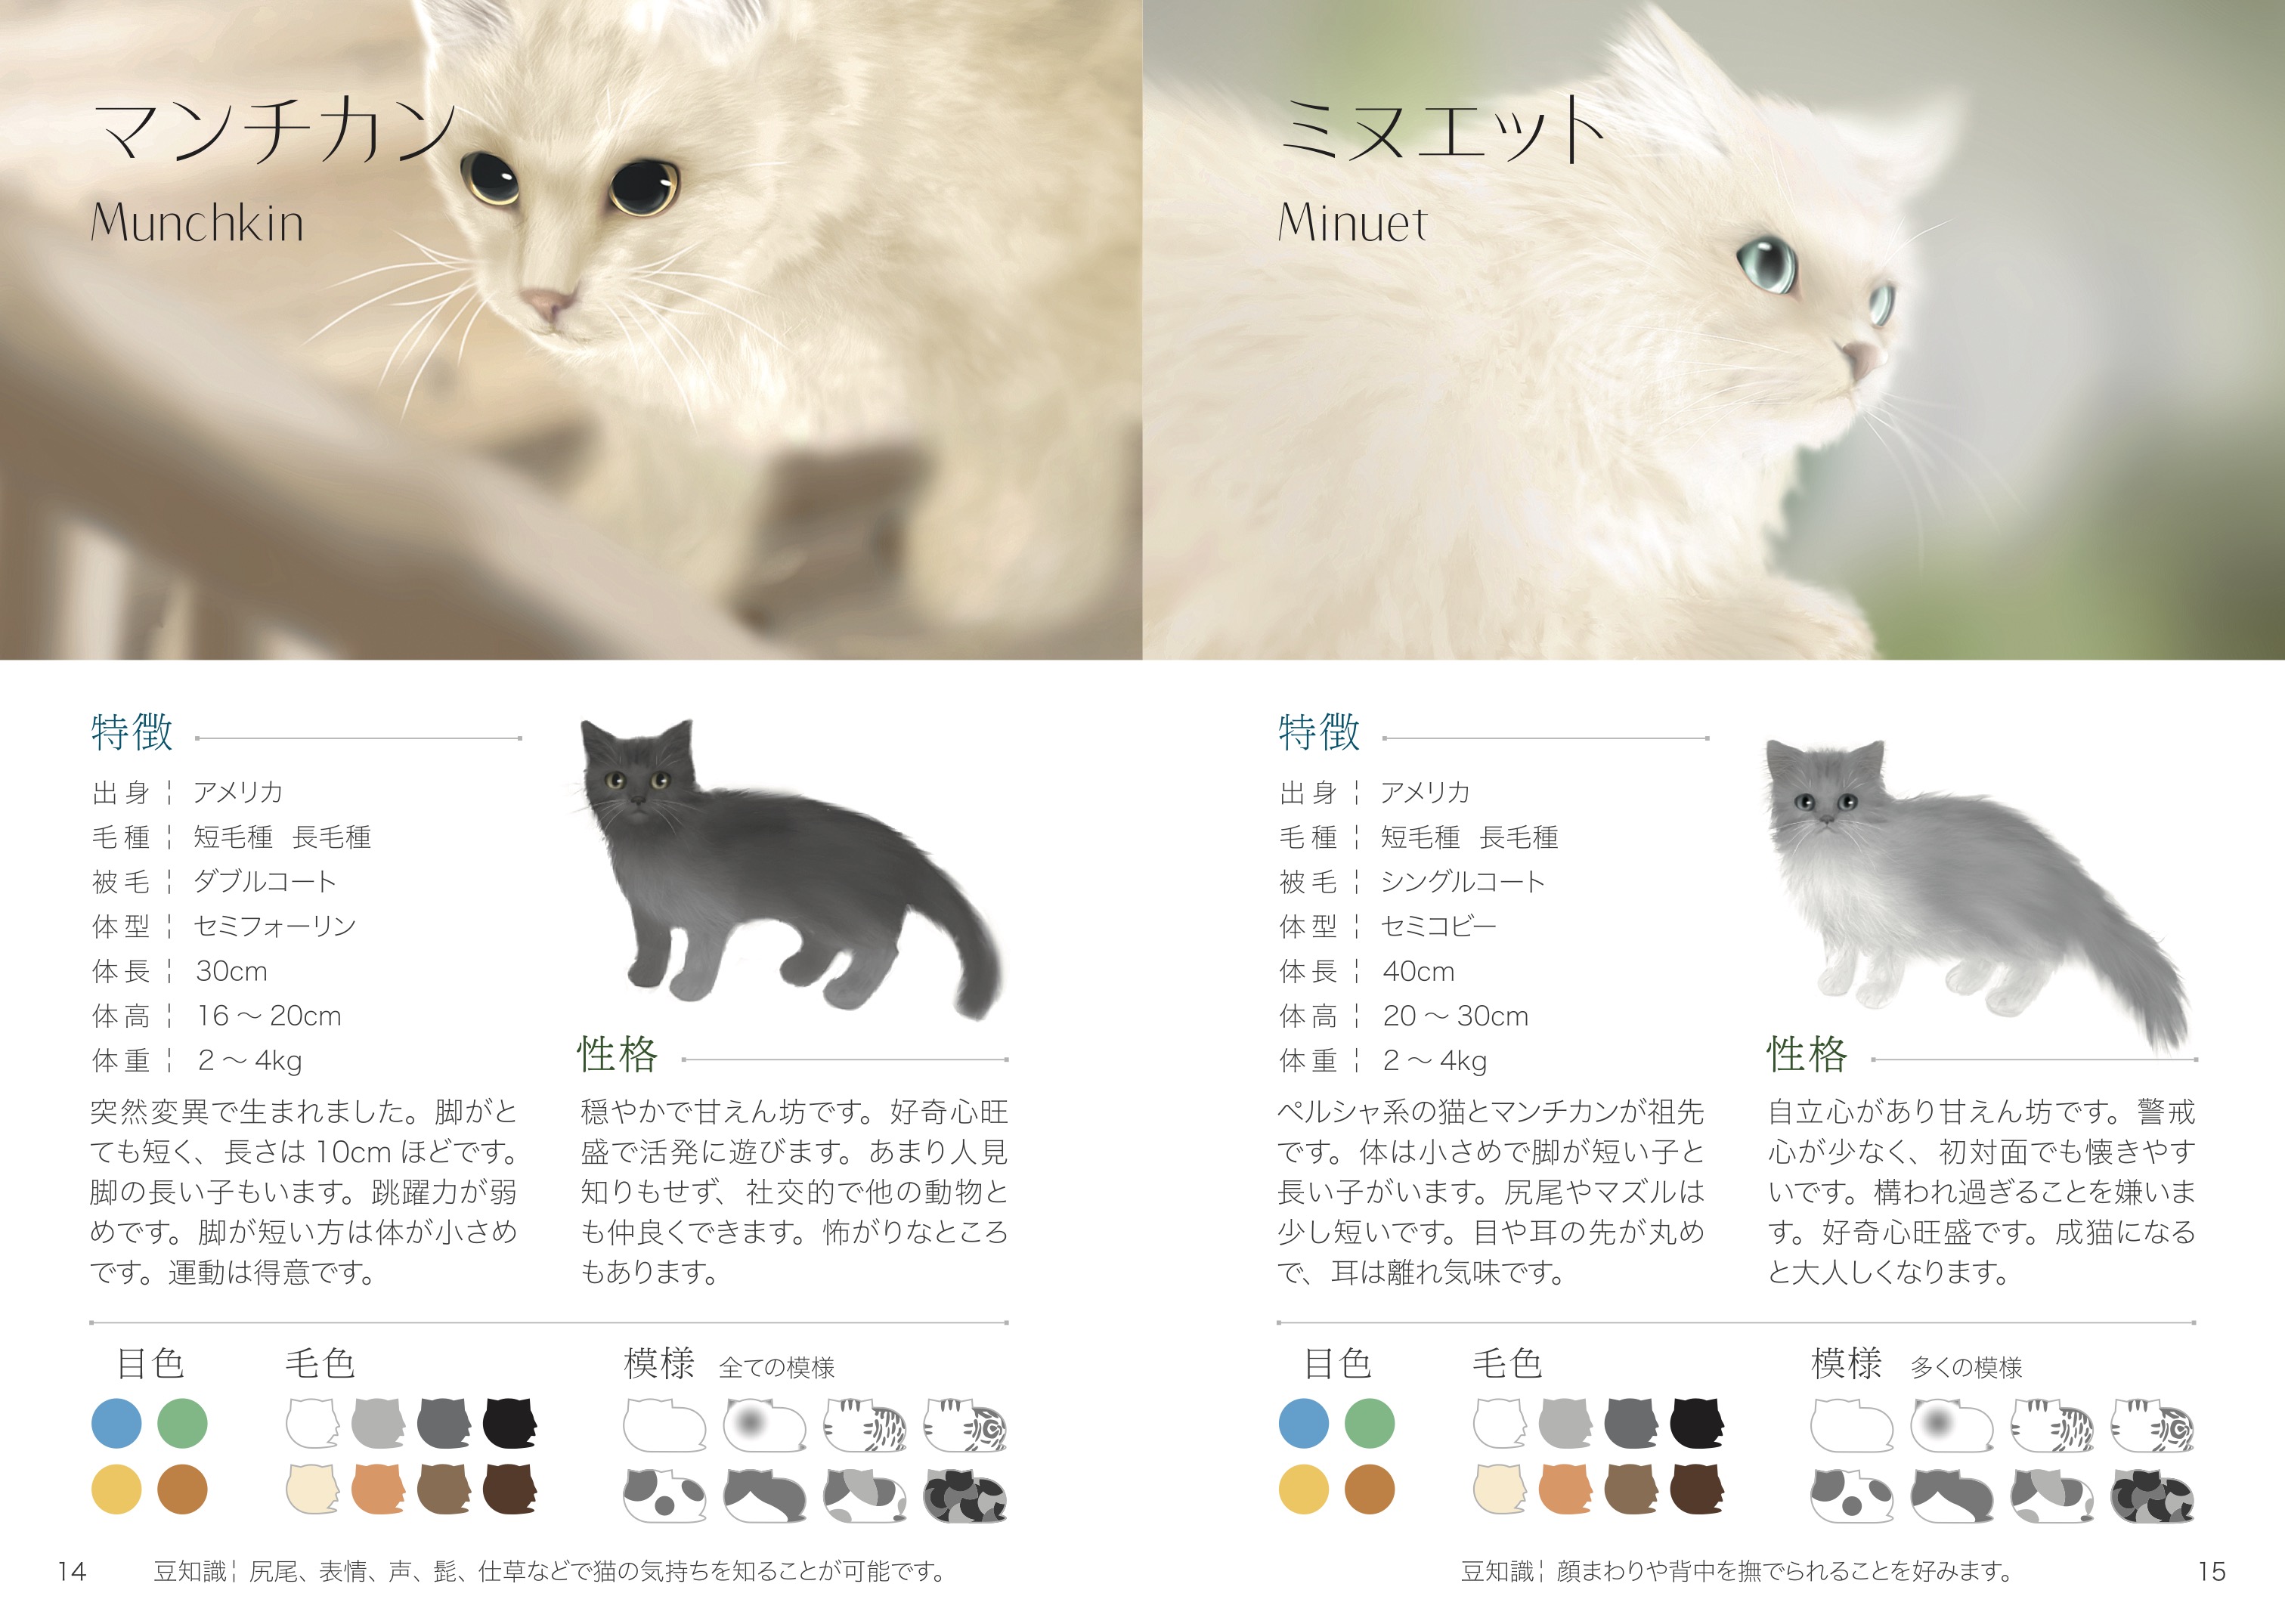 マンチカン
Munchkin
特徴
出身 ¦ アメリカ
毛種 ¦ 短毛種 長毛種
被毛 ¦ ダブルコート
体型 ¦ セミフォーリン
体長 ¦ 30cm
体高 ¦ 16 〜 20cm
体重 ¦ 2 〜 4kg
突然変異で生まれました。脚がと
ても短く、長さは 10cm ほどです。
脚の長い子もいます。跳躍力が弱
めです。脚が短い方は体が小さめ
です。運動は得意です。
性格
穏やかで甘えん坊です。好奇心旺
盛で活発に遊びます。あまり人見
知りもせず、社交的で他の動物と
も仲良くできます。怖がりなところ
もあります。
目色
毛色
模様 全ての模様
14
豆知識¦ 尻尾、表情、声、髭、仕草などで猫の気持ちを知ることが可能です。
ミヌエット
Minuet
特徴
出身 ¦ アメリカ
毛種 ¦ 短毛種 長毛種
被毛 ¦ シングルコート
体型 ¦ セミコビー
体長 ¦ 40cm
体高 ¦ 20 〜 30cm
体重 ¦ 2 〜 4kg
ペルシャ系の猫とマンチカンが祖先
です。体は小さめで脚が短い子と
長い子がいます。尻尾やマズルは
少し短いです。目や耳の先が丸め
で、耳は離れ気味です。
性格
自立心があり甘えん坊です。警戒
心が少なく、初対面でも懐きやす
いです。構われ過ぎることを嫌いま
す。好奇心旺盛です。成猫になる
と大人しくなります。
目色
毛色
模様 多くの模様
豆知識¦ 顔まわりや背中を撫でられることを好みます。
15